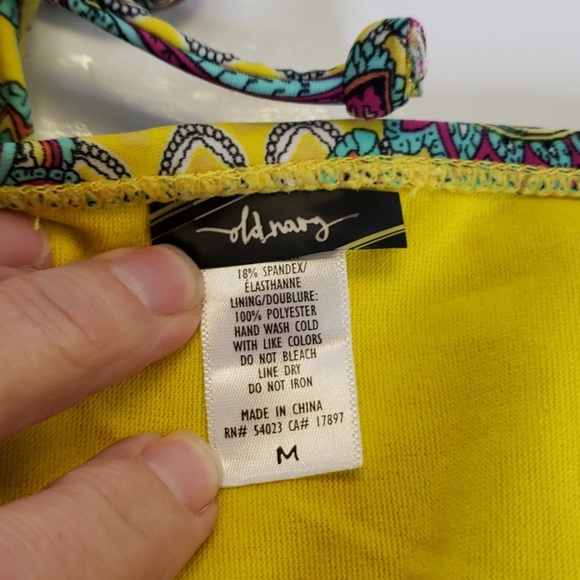 old navy
18% SPANDEX/
ÉLASTHANNE
LINING/DOUBLURE:
100% POLYESTER
HAND WASH COLD
WITH LIKE COLORS
DO NOT BLEACH
LINE DRY
DO NOT IRON
MADE IN CHINA
RN# 54023 CA# 17897
M